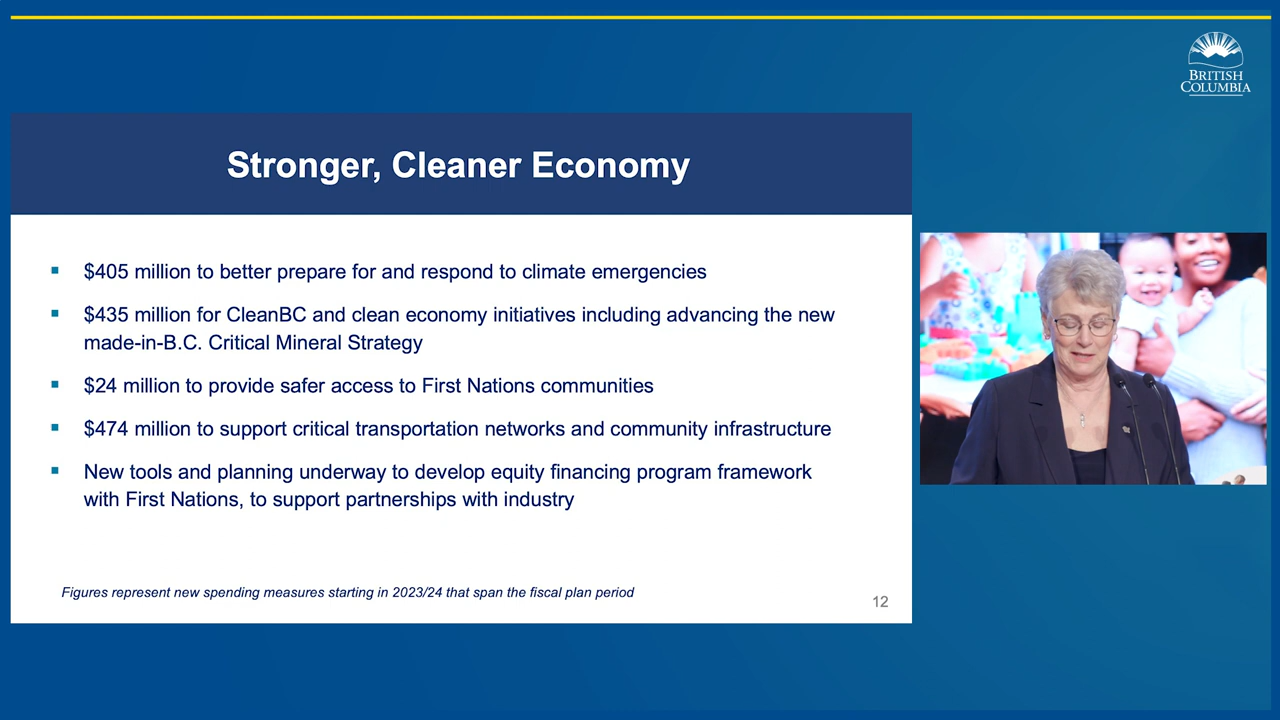 BRITISH
COLUMBIA
Stronger, Cleaner Economy
$405 million to better prepare for and respond to climate emergencies
$435 million for CleanBC and clean economy initiatives including advancing the new
made-in-B.C. Critical Mineral Strategy
$24 million to provide safer access to First Nations communities
$474 million to support critical transportation networks and community infrastructure
New tools and planning underway to develop equity financing program framework
with First Nations, to support partnerships with industry
Figures represent new spending measures starting in 2023/24 that span the fiscal plan period
12